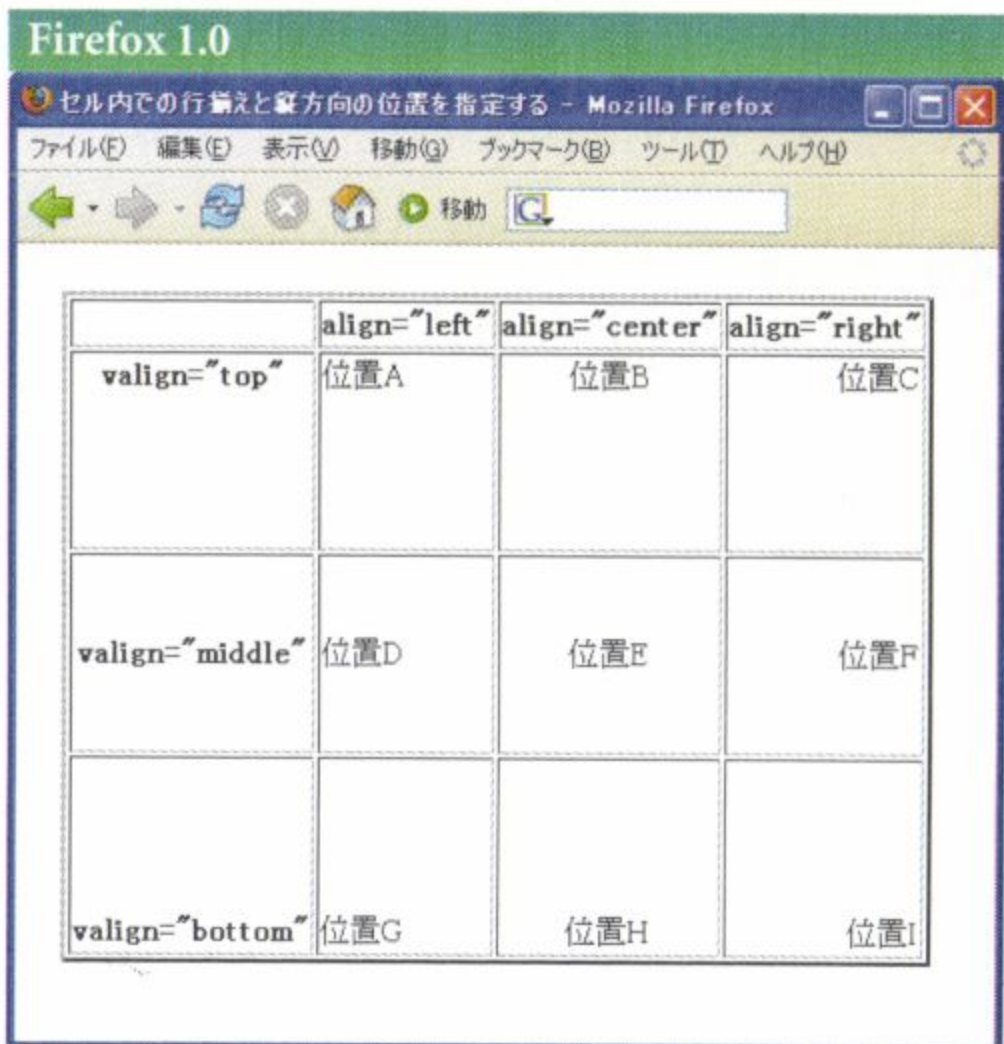 Firefox 1.0
セル内での行揃えと縦方向の位置を指定する - Mozilla Firefox
ファイル(F) 編集(E) 表示(V) 移動(G) ブックマーク(B) ツール(T) ヘルプ(H)
移動 G
align="left" align="center" align="right"
valign="top" 位置A 位置B 位置C
valign="middle" 位置D 位置E 位置F
valign="bottom" 位置G 位置H 位置I